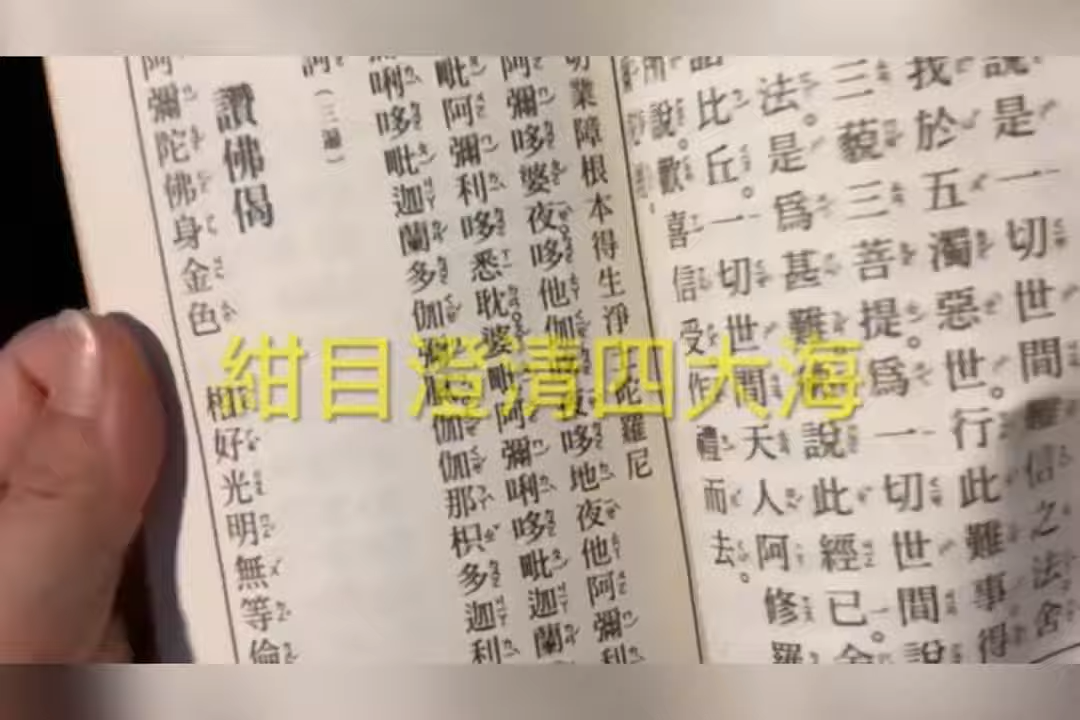 說是一切世間
信之法舍
我於五濁惡世。行此難事得
三藐三菩提。爲一切世間說
法。是爲甚難說此經已。
比丘。一切世間天人阿修羅
所說。歡喜信受作禮而去。
切業障根本得生淨陀羅尼
阿彌哆婆夜。哆他伽夜哆地夜他阿彌利
毗阿彌利哆悉耽婆毗阿彌唎哆毗迦蘭
唎哆毗迦蘭多伽伽那枳多迦利
訶(三遍)
讚佛偈
阿彌陀佛身金色 相好光明無等倫
紺目澄清四大海